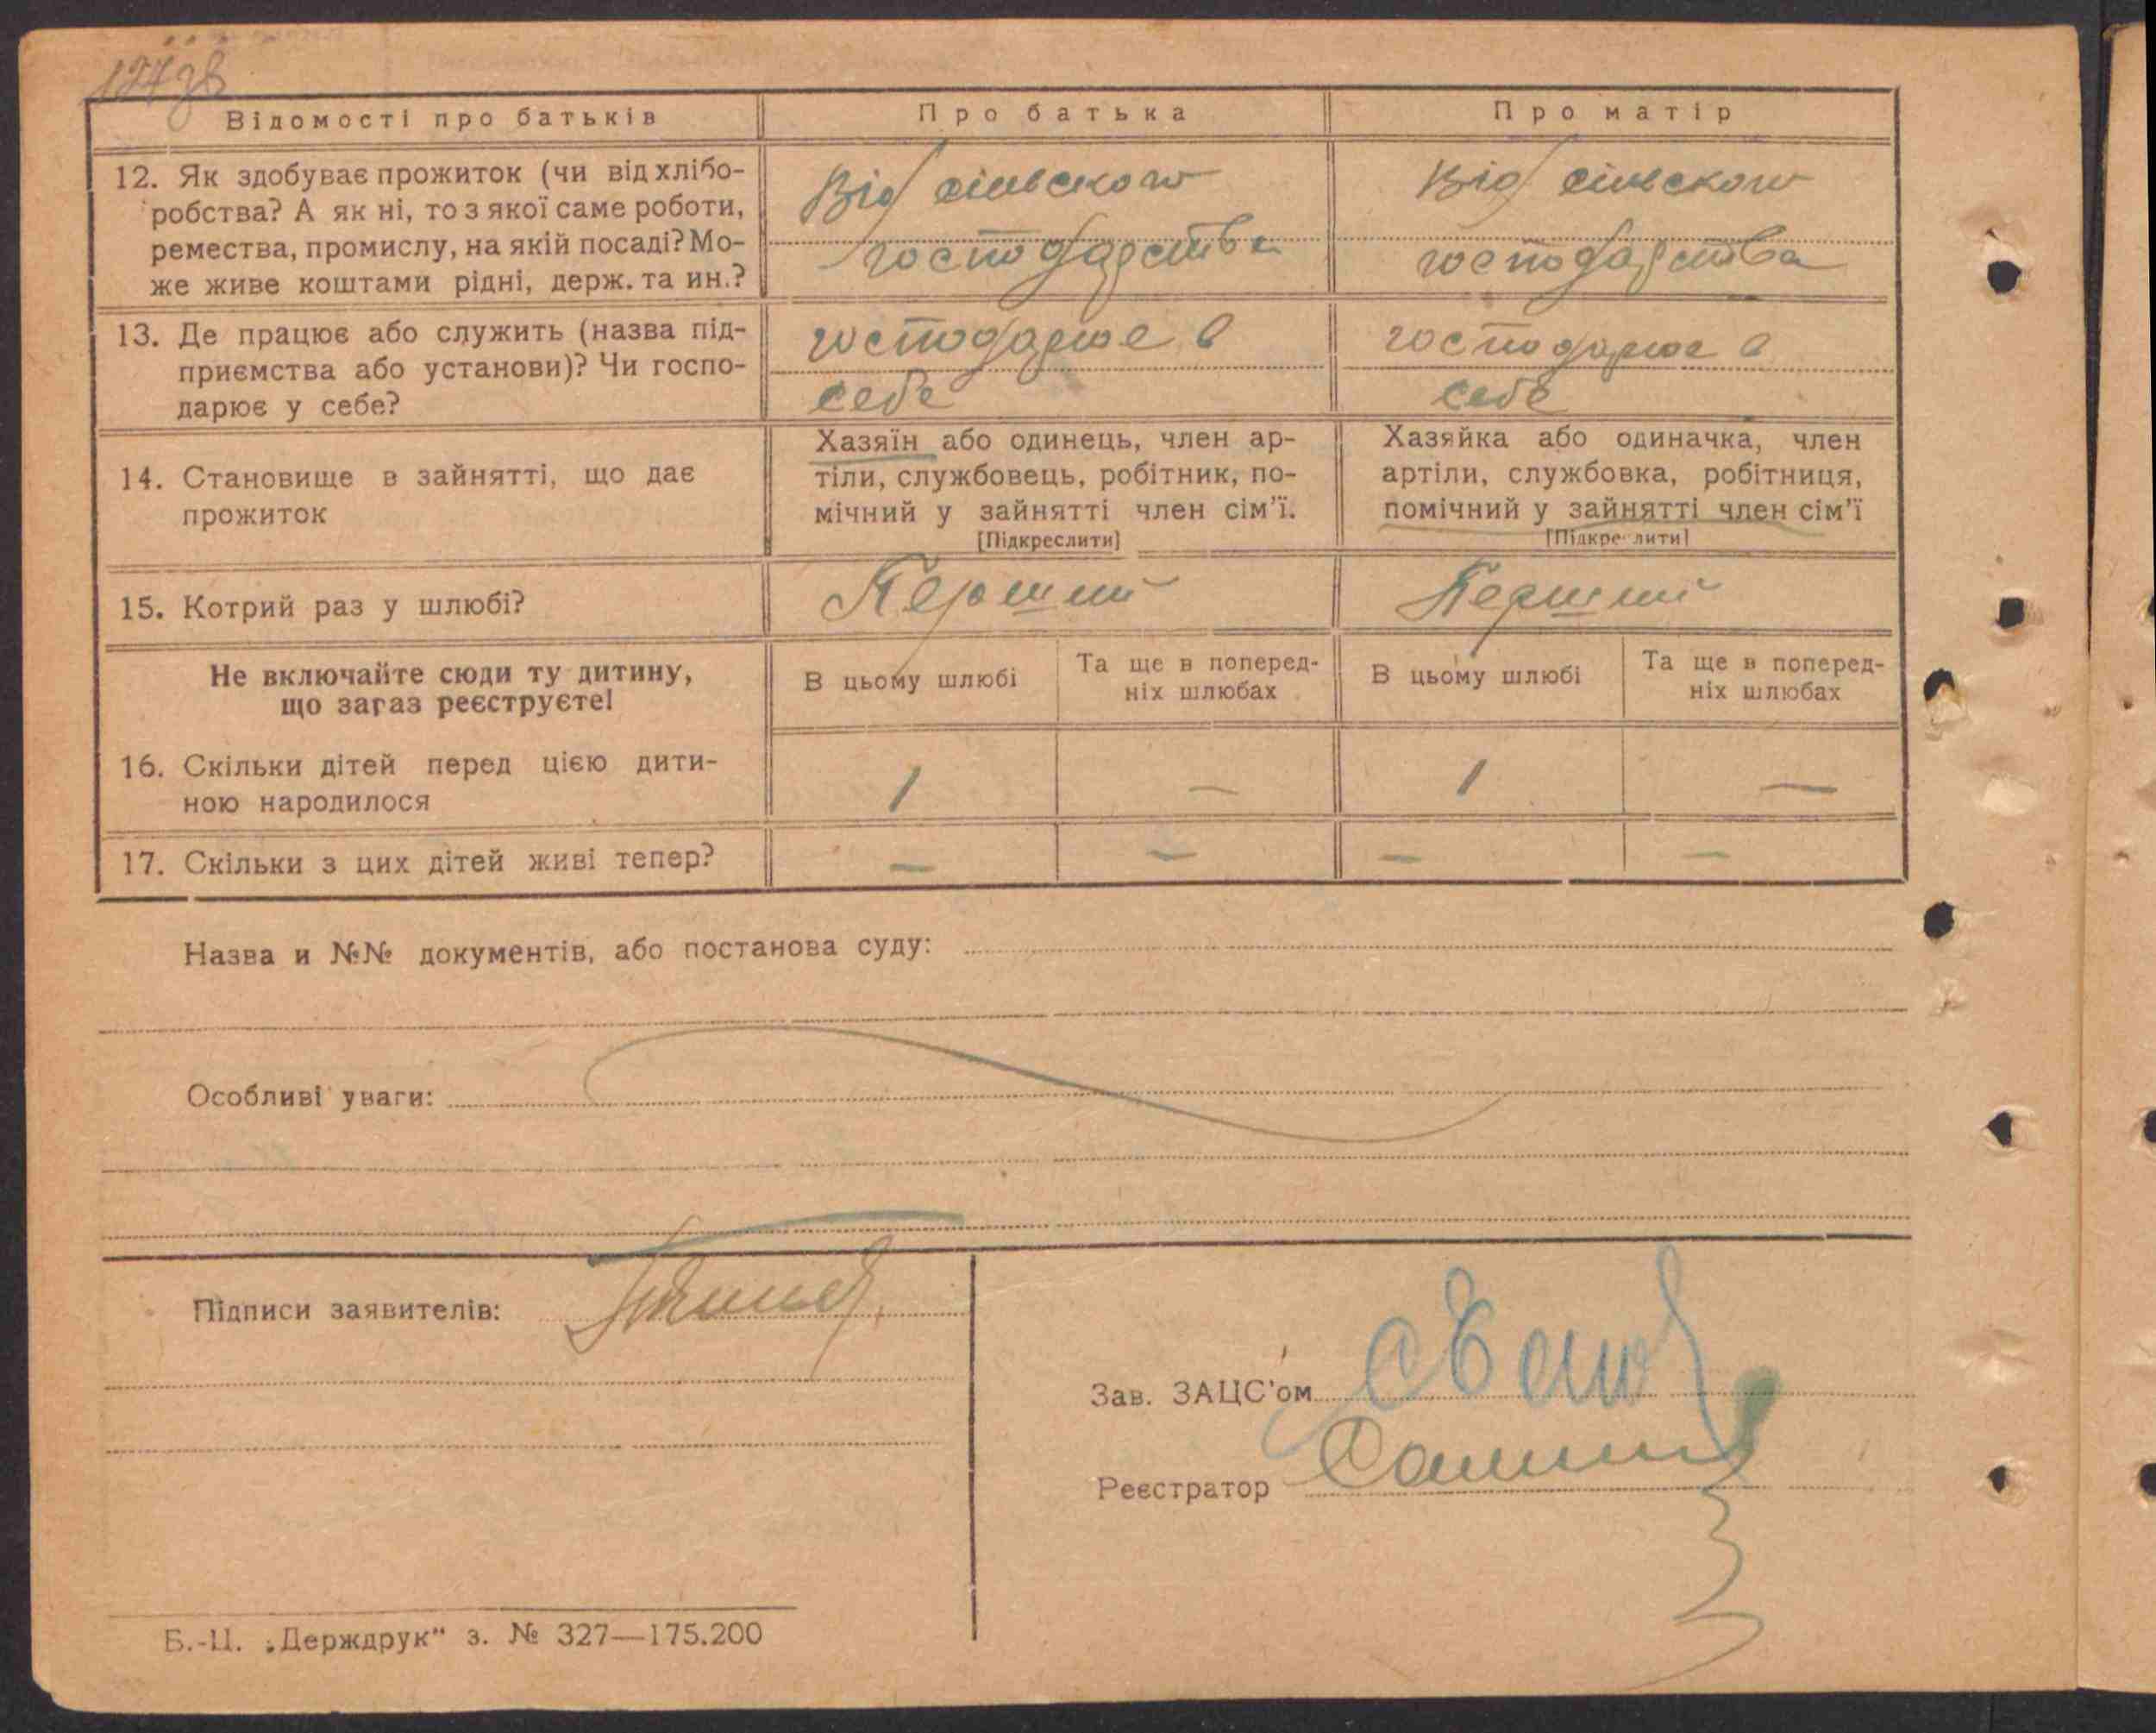 127 зв
Відомості про батьків
Про батька
Про матір
12. Як здобуває прожиток (чи від хлібо-
робства? А як ні, то з якої саме роботи,
ремества, промислу, на якій посаді? Мо-
же живе коштами рідні, держ. та ин.?
Від сільского
господарства
Від сільского
господарства
13. Де працює або служить (назва під-
приємства або установи)? Чи госпо-
дарює у себе?
господарює в
себе
господарює в
себе
14. Становище в зайнятті, що дає
прожиток
Хазяїн або одинець, член ар-
тіли, службовець, робітник, по-
мічний у зайнятті член сім'ї.
[Підкреслити]
Хазяйка або одиначка, член
артіли, службовка, робітниця,
помічний у зайнятті член сім'ї
[Підкреслити]
15. Котрий раз у шлюбі?
Перший
Перший
Не включайте сюди ту дитину,
що зараз реєструєте!
В цьому шлюбі
Та ще в поперед-
ніх шлюбах
В цьому шлюбі
Та ще в поперед-
ніх шлюбах
16. Скільки дітей перед цією дити-
ною народилося
1
—
1
—
17. Скільки з цих дітей живі тепер?
—
—
—
—
Назва и №№ документів, або постанова суду:
Особливі уваги:
Підписи заявителів:
Зав. ЗАЦС'ом
Реєстратор
Б.-Ц. „Держдрук" з. № 327—175.200